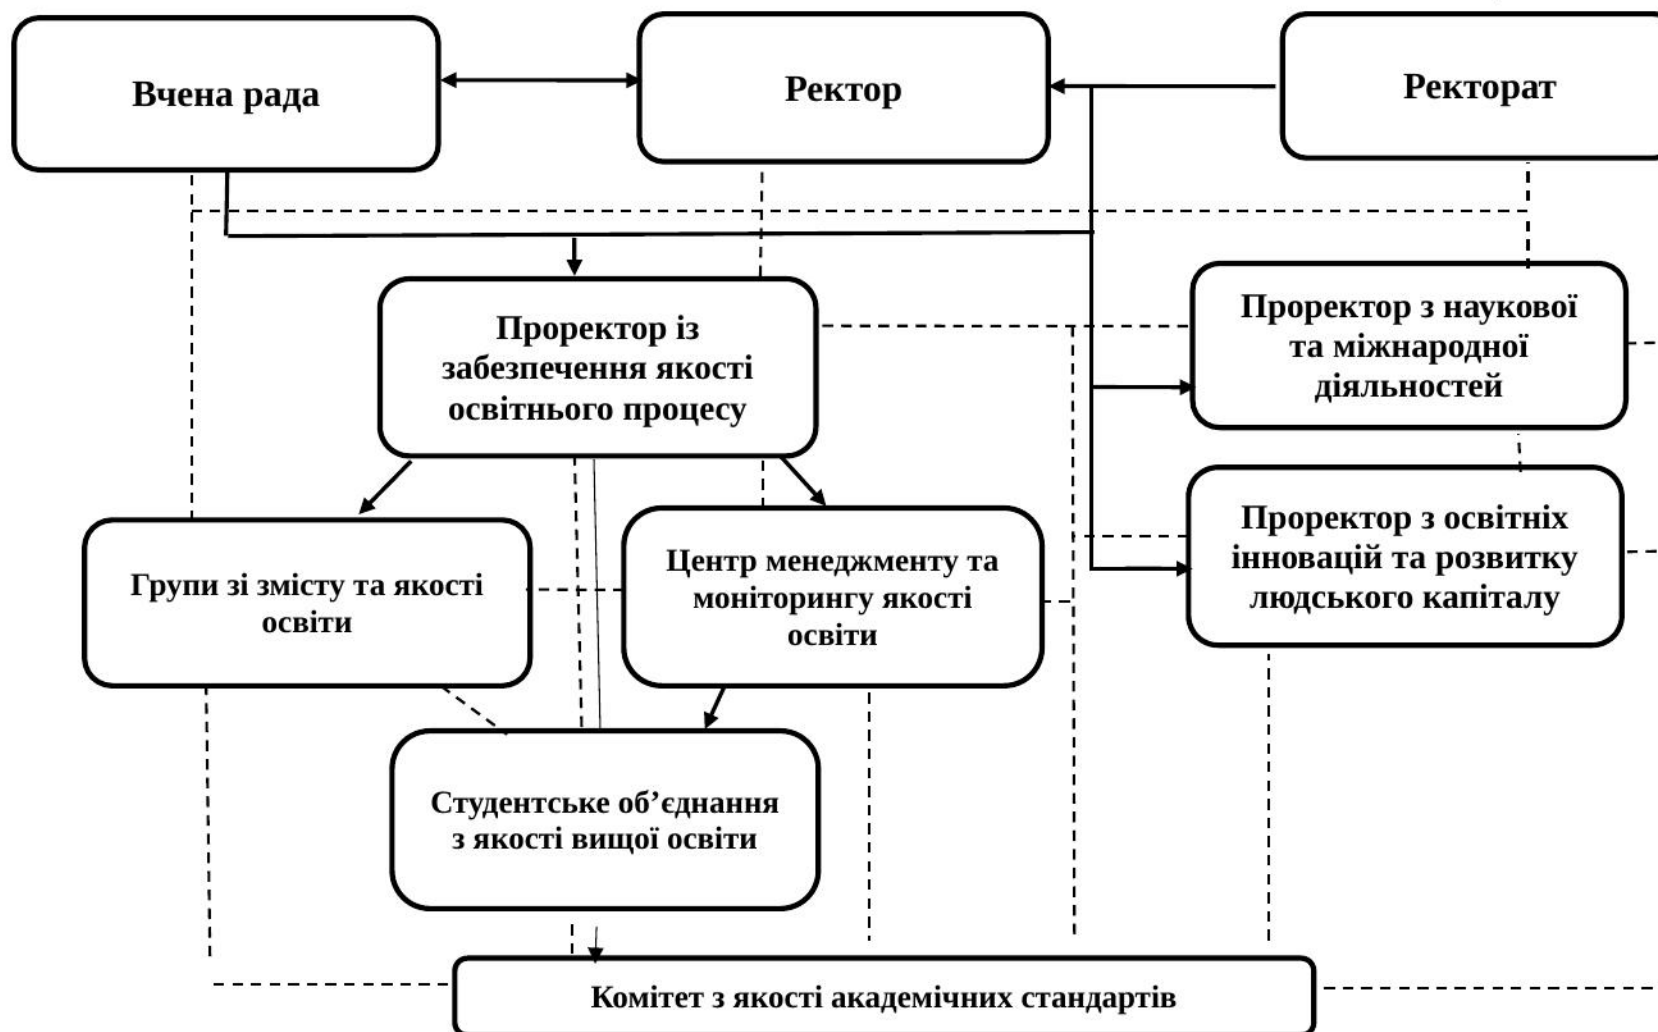 Вчена рада
Ректор
Ректорат
Проректор із
забезпечення якості
освітнього процесу
Проректор з наукової
та міжнародної
діяльностей
Групи зі змісту та якості
освіти
Центр менеджменту та
моніторингу якості
освіти
Проректор з освітніх
інновацій та розвитку
людського капіталу
Студентське об’єднання
з якості вищої освіти
Комітет з якості академічних стандартів